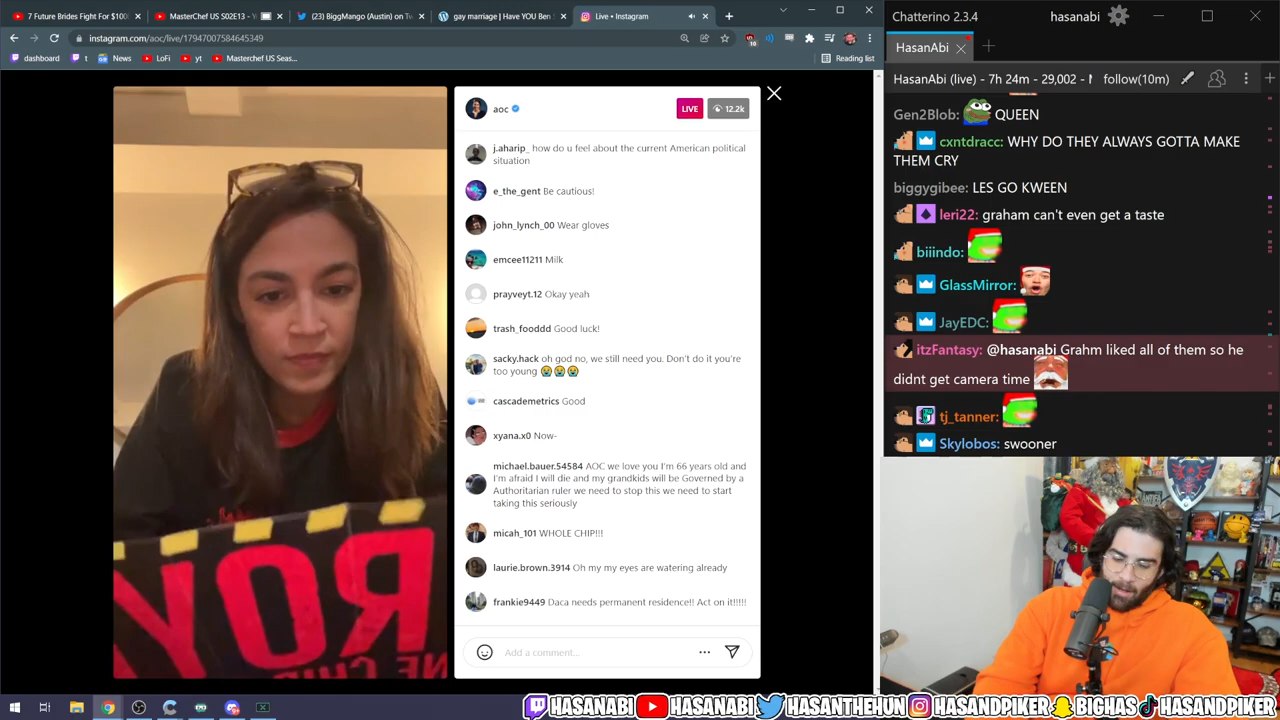 7 Future Brides Fight For $100
MasterChef US S02E13 - Y
(23) BiggMango (Austin) on Tw
gay marriage | Have YOU Ben S
Live • Instagram
instagram.com/aoc/live/17947007584645349
10
dashboard
t
News
LoFi
yt
Masterchef US Seas...
Reading list
aoc
LIVE
12.2k
j.aharip_ how do u feel about the current American political
situation
e_the_gent Be cautious!
john_lynch_00 Wear gloves
emcee11211 Milk
prayveyt.12 Okay yeah
trash_fooddd Good luck!
sacky.hack oh god no, we still need you. Don't do it you're
too young 😭😭😭
cascademetrics Good
xyana.x0 Now-
michael.bauer.54584 AOC we love you I'm 66 years old and
I'm afraid I will die and my grandkids will be Governed by a
Authoritarian ruler we need to stop this we need to start
taking this seriously
micah_101 WHOLE CHIP!!!
laurie.brown.3914 Oh my my eyes are watering already
frankie9449 Daca needs permanent residence!! Act on it!!!!!
Add a comment...
Chatterino 2.3.4
hasanabi
HasanAbi
HasanAbi (live) - 7h 24m - 29,002 - 
follow(10m)
Gen2Blob: QUEEN
cxntdracc: WHY DO THEY ALWAYS GOTTA MAKE
THEM CRY
biggygibee: LES GO KWEEN
leri22: graham can't even get a taste
biiindo:
GlassMirror:
JayEDC:
itzFantasy: @hasanabi Grahm liked all of them so he
didnt get camera time
tj_tanner:
Skylobos: swooner
HASANABI
HASANABI
HASANTHEHUN
HASANDPIKER
BIGHAS
HASANDPIKER